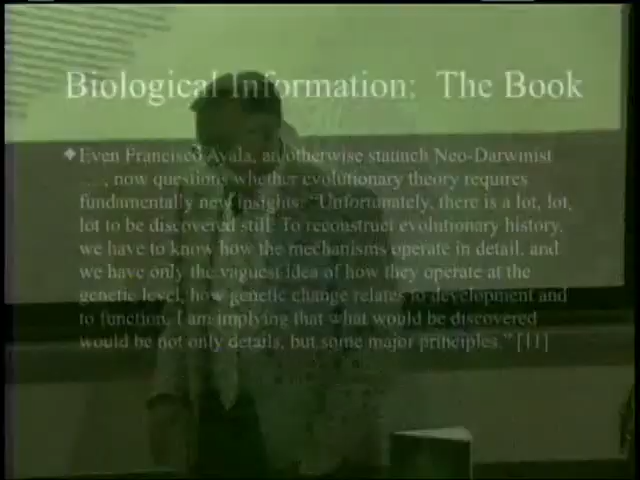 Biological Information: The Book
❖Even Francisco Ayala, an otherwise staunch Neo-Darwinist
…., now questions whether evolutionary theory requires
fundamentally new insights: “Unfortunately, there is a lot, lot,
lot to be discovered still. To reconstruct evolutionary history,
we have to know how the mechanisms operate in detail, and
we have only the vaguest idea of how they operate at the
genetic level, how genetic change relates to development and
to function. I am implying that what would be discovered
would be not only details, but some major principles.” [11]